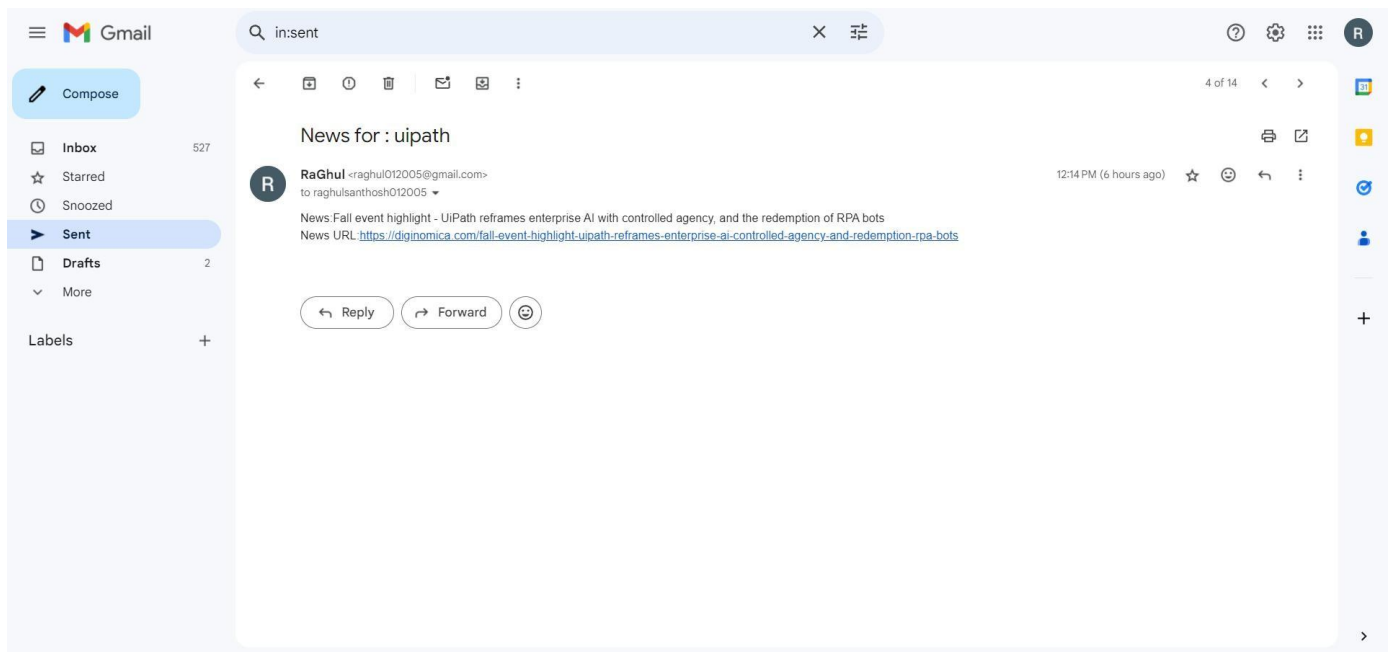 Gmail
in:sent
R
Compose
4 of 14
31
News for : uipath
Inbox 527
Starred
Snoozed
Sent
Drafts 2
More
Labels
R
RaGhul <raghul012005@gmail.com> 12:14 PM (6 hours ago)
to raghulsanthosh012005
News:Fall event highlight - UiPath reframes enterprise AI with controlled agency, and the redemption of RPA bots
News URL:https://diginomica.com/fall-event-highlight-uipath-reframes-enterprise-ai-controlled-agency-and-redemption-rpa-bots
Reply
Forward